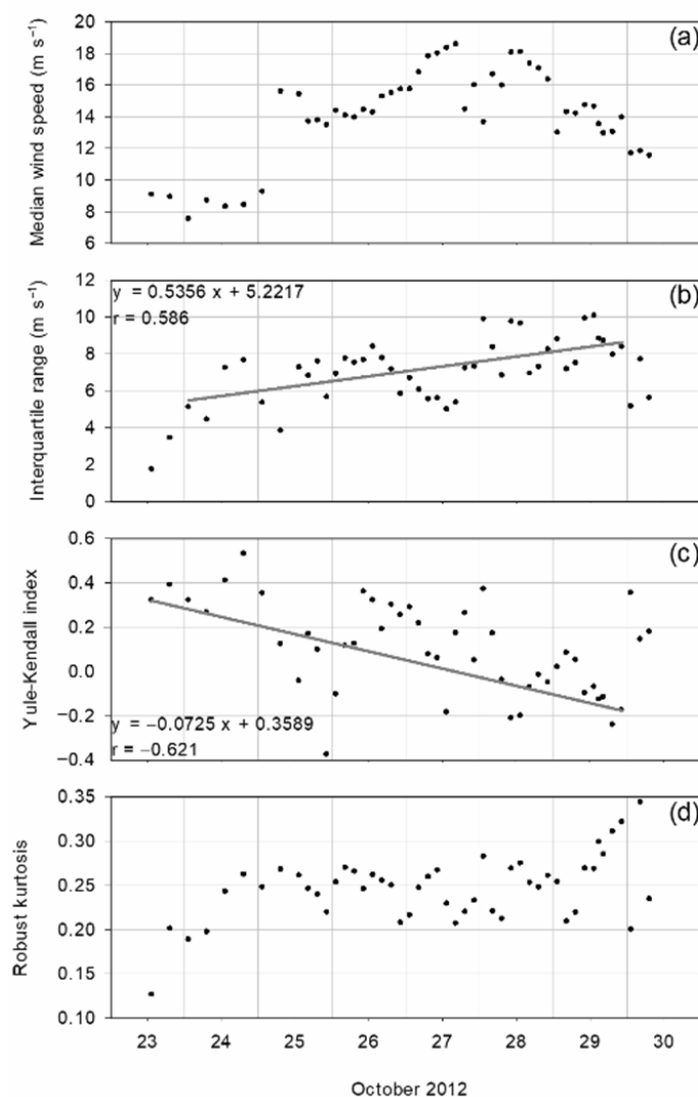 (a)
Median wind speed (m s⁻¹)
20
18
16
14
12
10
8
6
(b)
Interquartile range (m s⁻¹)
12
10
8
6
4
2
0
y = 0.5356 x + 5.2217
r = 0.586
(c)
Yule-Kendall index
0.6
0.4
0.2
0.0
−0.2
−0.4
y = −0.0725 x + 0.3589
r = −0.621
(d)
Robust kurtosis
0.35
0.30
0.25
0.20
0.15
0.10
23 24 25 26 27 28 29 30
October 2012